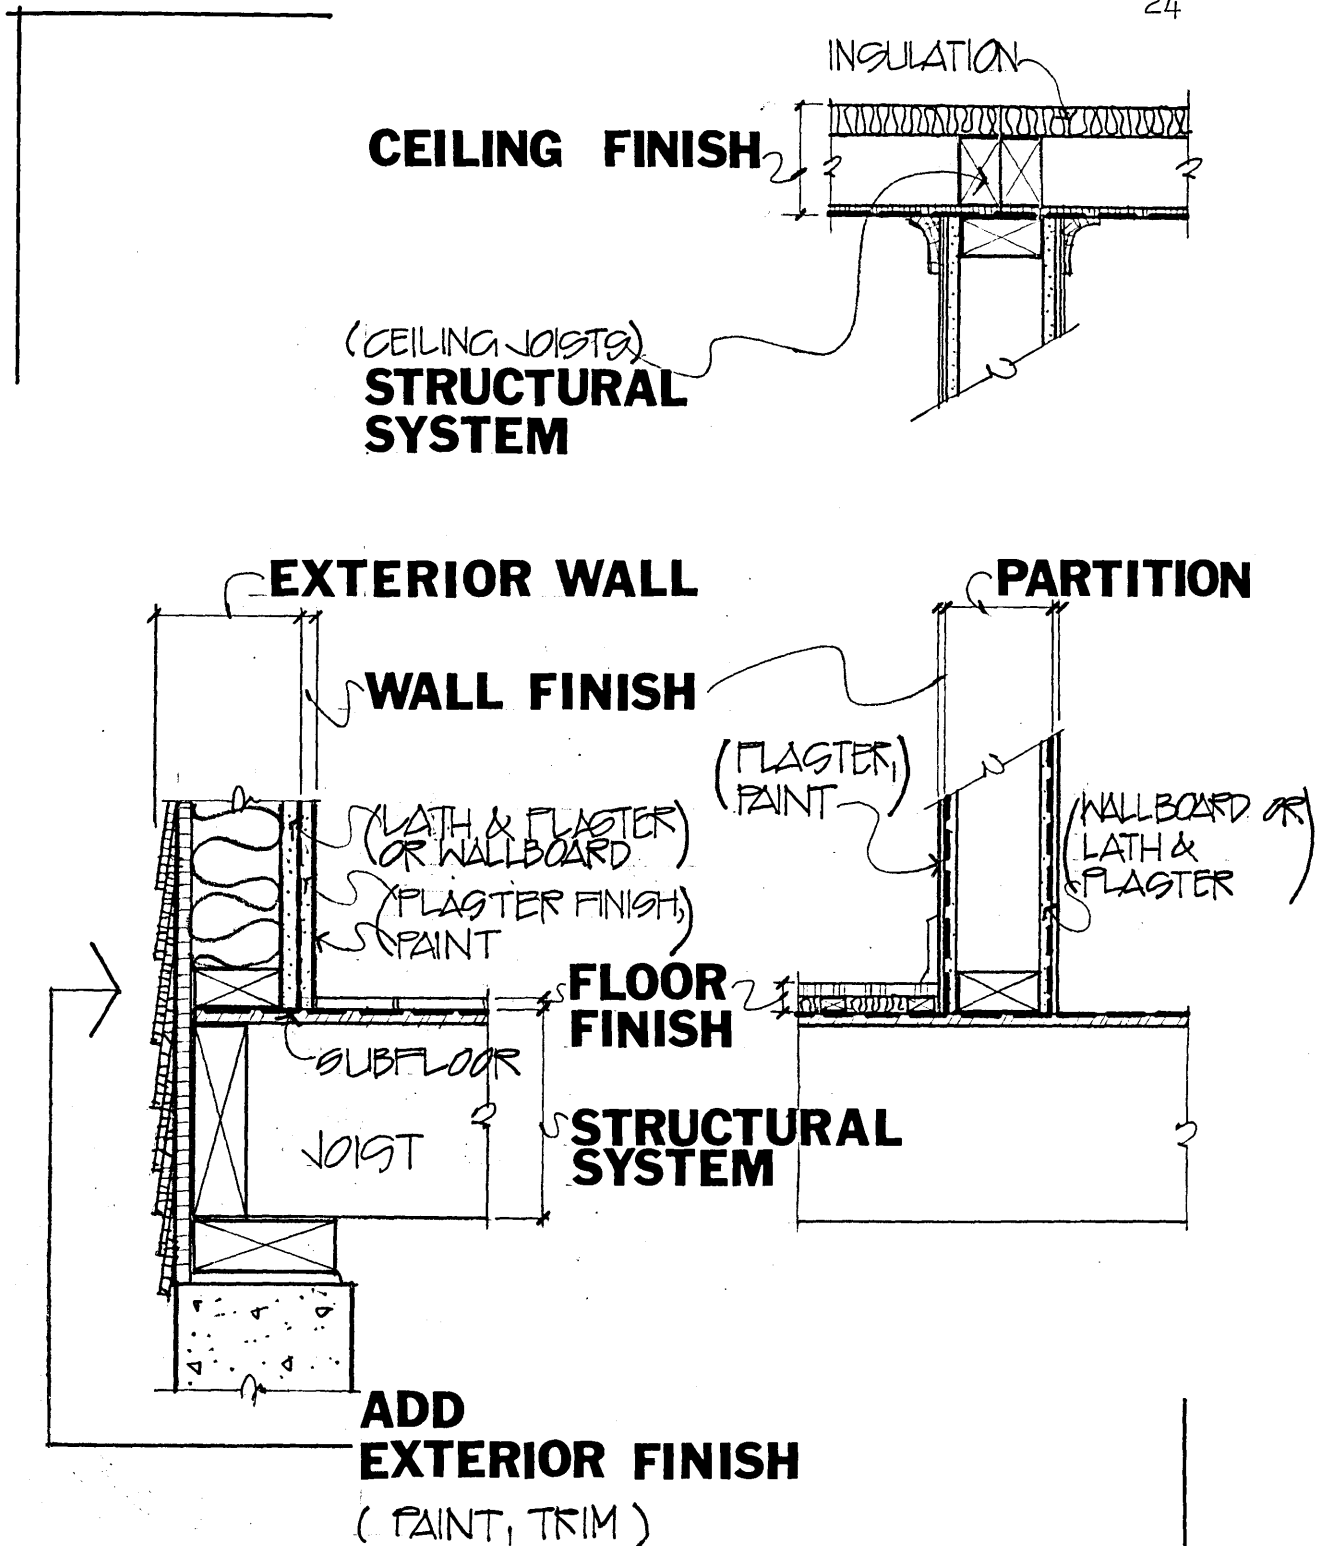 24
INSULATION
CEILING FINISH
(CEILING JOISTS)
STRUCTURAL
SYSTEM
EXTERIOR WALL
PARTITION
WALL FINISH
(PLASTER,
PAINT)
(LATH & PLASTER
OR WALLBOARD)
(WALLBOARD OR
LATH &
PLASTER)
(PLASTER FINISH,
PAINT)
FLOOR
FINISH
SUBFLOOR
JOIST
STRUCTURAL
SYSTEM
ADD
EXTERIOR FINISH
(PAINT, TRIM)